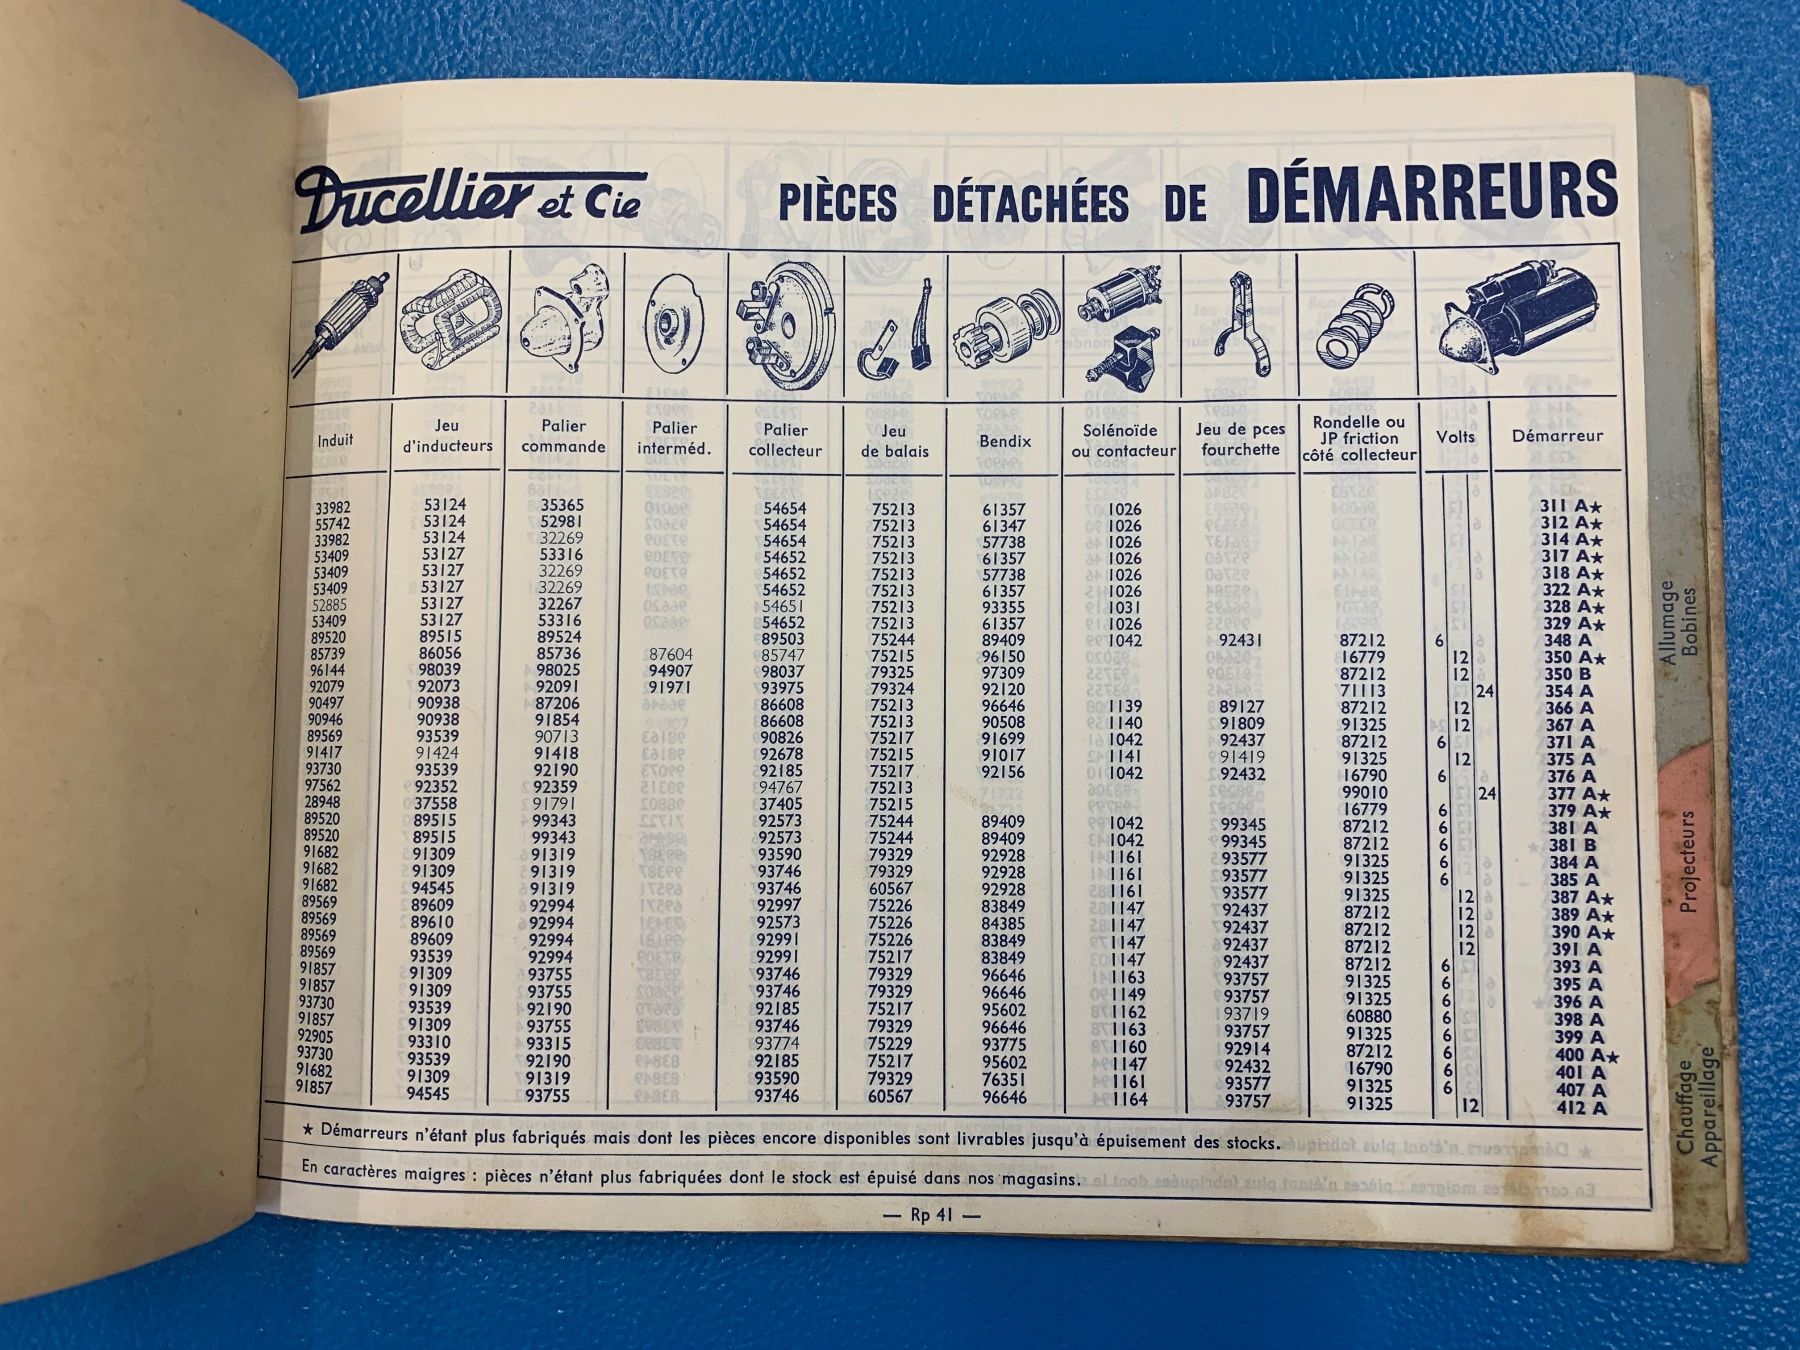 Ducellier et Cie PIÈCES DÉTACHÉES DE DÉMARREURS
Induit Jeu d'inducteurs Palier commande Palier interméd. Palier collecteur Jeu de balais Bendix Solénoïde ou contacteur Jeu de pces fourchette Rondelle ou JP friction côté collecteur Volts Démarreur
33982 53124 35365 54654 75213 61357 1026 311 A★
55742 53124 52981 54654 75213 61347 1026 312 A★
33982 53124 32269 54654 75213 57738 1026 314 A★
53409 53127 53316 54652 75213 61357 1026 317 A★
53409 53127 32269 54652 75213 57738 1026 318 A★
53409 53127 32269 54652 75213 61357 1026 322 A★
52885 53127 32267 54651 75213 93355 1031 328 A★
53409 53127 53316 54652 75213 61357 1026 329 A★
89520 89515 89524 89503 75244 89409 1042 92431 87212 6 348 A
85739 86056 85736 87604 85747 75215 96150 16779 12 350 A★
96144 98039 98025 94907 98037 79325 97309 87212 12 350 B
92079 92073 92091 91971 93975 79324 92120 71113 24 354 A
90497 90938 87206 86608 75213 96646 1139 89127 87212 12 366 A
90946 90938 91854 86608 75213 90508 1140 91809 91325 12 367 A
89569 93539 90713 90826 75217 91699 1042 92437 87212 6 371 A
91417 91424 91418 92678 75215 91017 1141 91419 91325 12 375 A
93730 93539 92190 92185 75217 92156 1042 92432 16790 6 376 A
97562 92352 92359 94767 75213 99010 24 377 A★
28948 37558 91791 37405 75215 16779 6 379 A★
89520 89515 99343 92573 75244 89409 1042 99345 87212 6 381 A
89520 89515 99343 92573 75244 89409 1042 99345 87212 6 381 B
91682 91309 91319 93590 79329 92928 1161 93577 91325 6 384 A
91682 91309 91319 93746 79329 92928 1161 93577 91325 6 385 A
91682 94545 91319 93746 60567 92928 1161 93577 91325 12 387 A★
89569 89609 92994 92997 75226 83849 1147 92437 87212 12 389 A★
89569 89610 92994 92573 75226 84385 1147 92437 87212 12 390 A★
89569 89609 92994 92991 75226 83849 1147 92437 87212 12 391 A
89569 93539 92994 92991 75217 83849 1147 92437 87212 6 393 A
91857 91309 93755 93746 79329 96646 1163 93757 91325 6 395 A
91857 91309 93755 93746 79329 96646 1149 93757 91325 6 396 A
93730 93539 92190 92185 75217 95602 1162 93719 60880 6 398 A
91857 91309 93755 93746 79329 96646 1163 93757 91325 6 399 A
92905 93310 93315 93774 75229 93775 1160 92914 87212 6 400 A★
93730 93539 92190 92185 75217 95602 1147 92432 16790 6 401 A
91682 91309 91319 93590 79329 76351 1161 93577 91325 6 407 A
91857 94545 93755 93746 60567 96646 1164 93757 91325 12 412 A
★ Démarreurs n'étant plus fabriqués mais dont les pièces encore disponibles sont livrables jusqu'à épuisement des stocks.
En caractères maigres : pièces n'étant plus fabriquées dont le stock est épuisé dans nos magasins.
— Rp 41 —
Allumage
Bobines
Projecteurs
Chauffage
Appareillage